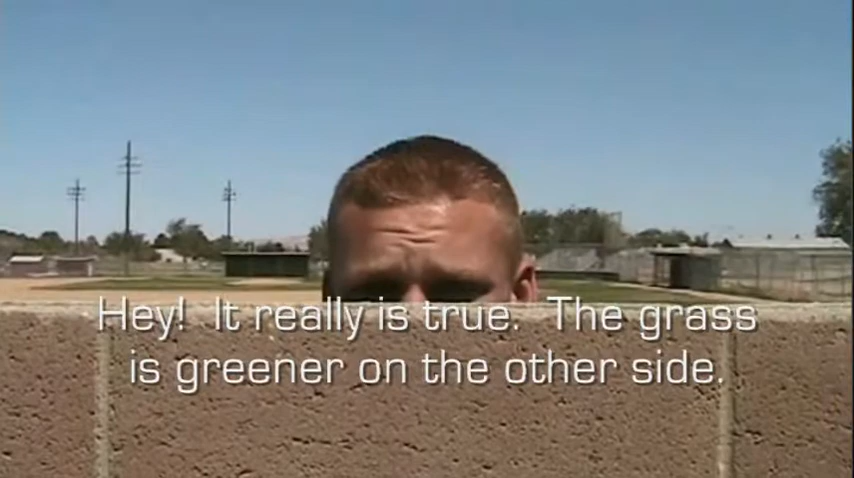 Hey!  It really is true.  The grass
is greener on the other side.